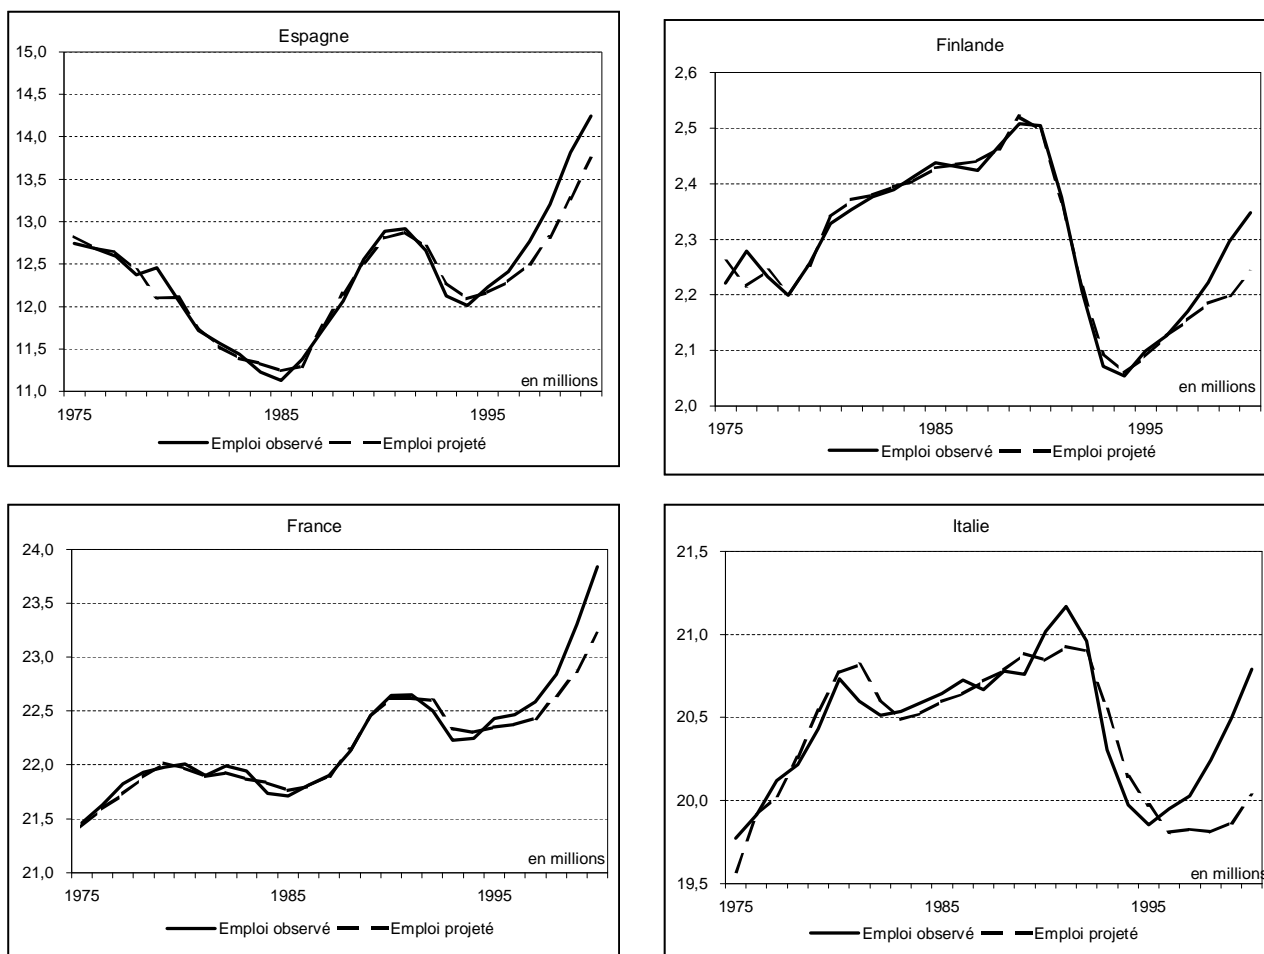 Espagne
15,0
14,5
14,0
13,5
13,0
12,5
12,0
11,5
11,0
en millions
1975 1985 1995
Emploi observé Emploi projeté
Finlande
2,6
2,5
2,4
2,3
2,2
2,1
2,0
en millions
1975 1985 1995
Emploi observé Emploi projeté
France
24,0
23,5
23,0
22,5
22,0
21,5
21,0
en millions
1975 1985 1995
Emploi observé Emploi projeté
Italie
21,5
21,0
20,5
20,0
19,5
en millions
1975 1985 1995
Emploi observé Emploi projeté